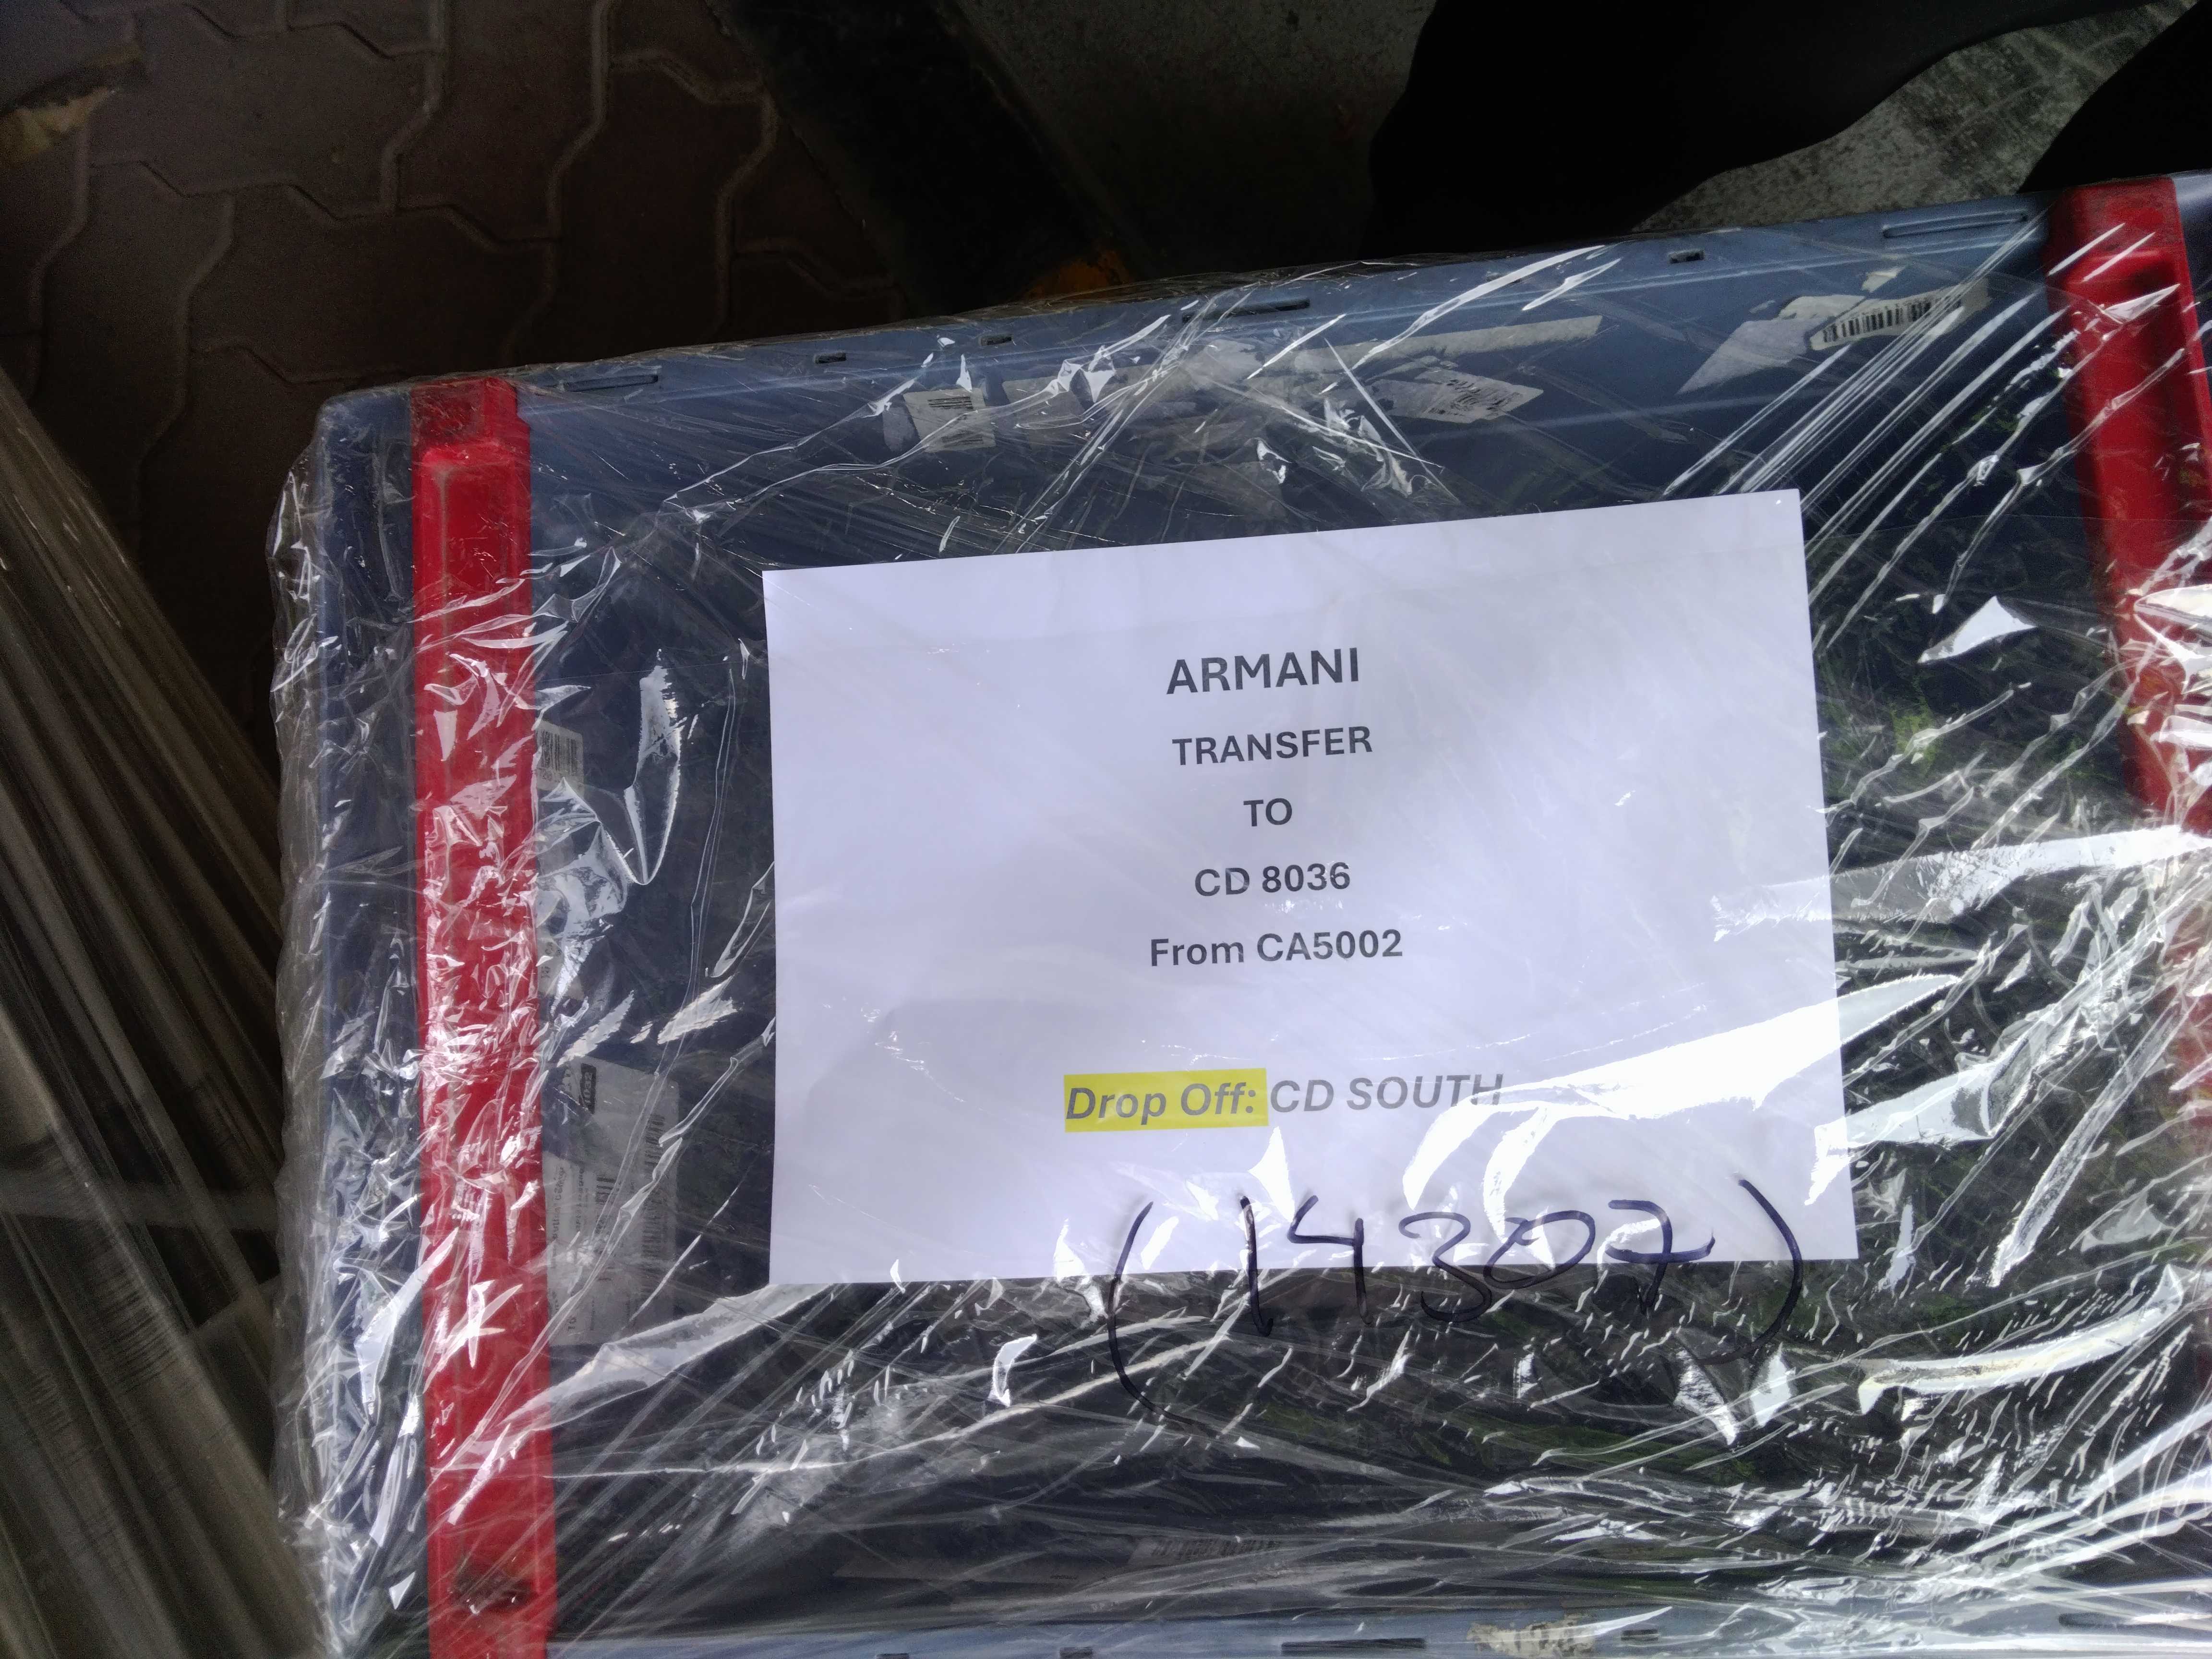 ARMANI
TRANSFER
TO
CD 8036
From CA5002
Drop Off: CD SOUTH
(14307)